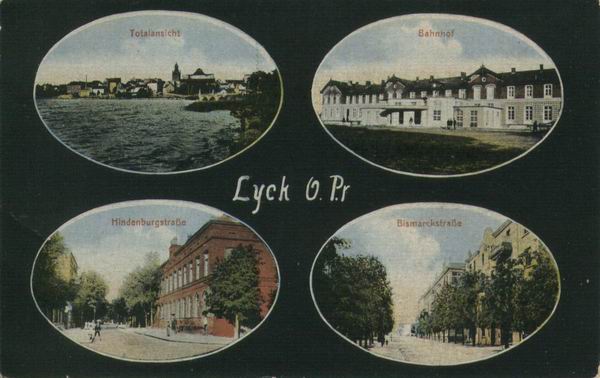 Totalansicht
Bahnhof
Lyck O. Pr
Hindenburgstraße
Bismarckstraße